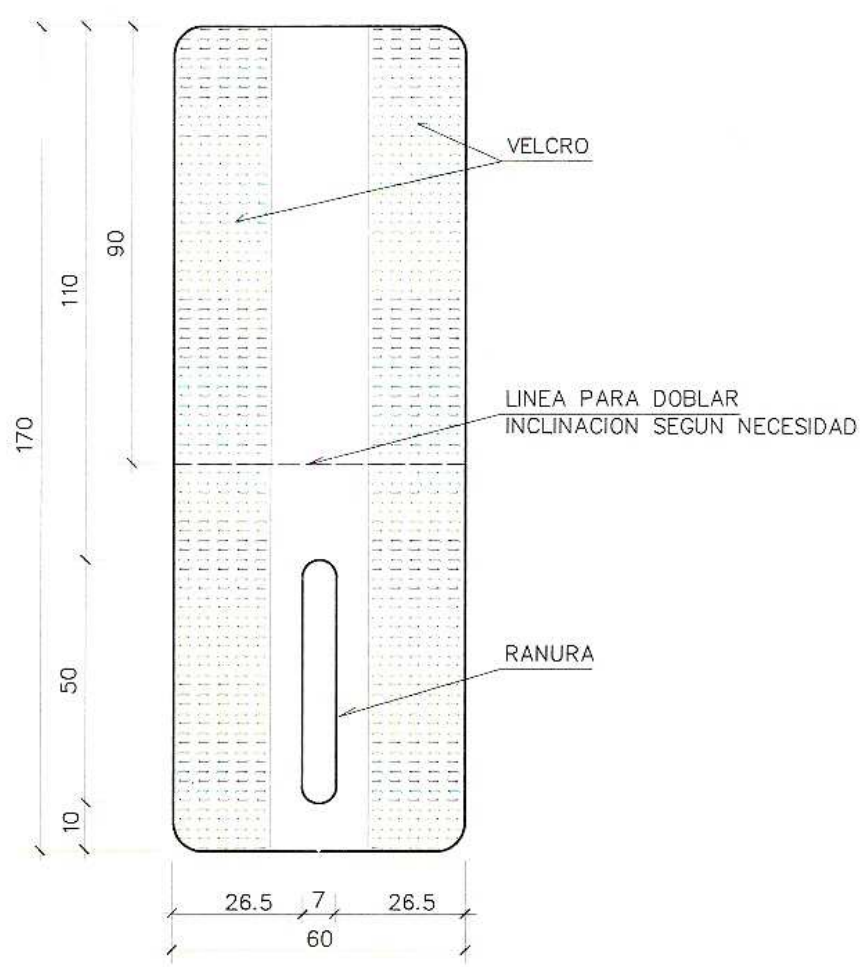 VELCRO
90
110
LINEA PARA DOBLAR
INCLINACION SEGUN NECESIDAD
170
RANURA
50
10
26.5 7 26.5
60